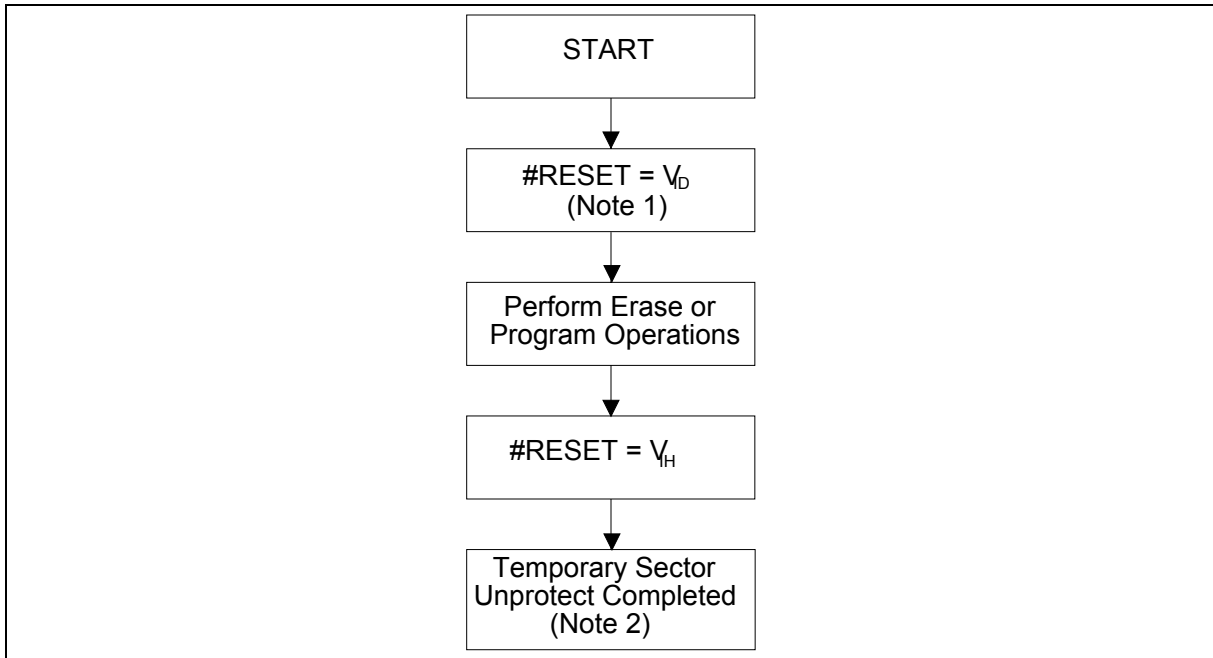 START
#RESET = VID
(Note 1)
Perform Erase or
Program Operations
#RESET = VIH
Temporary Sector
Unprotect Completed
(Note 2)